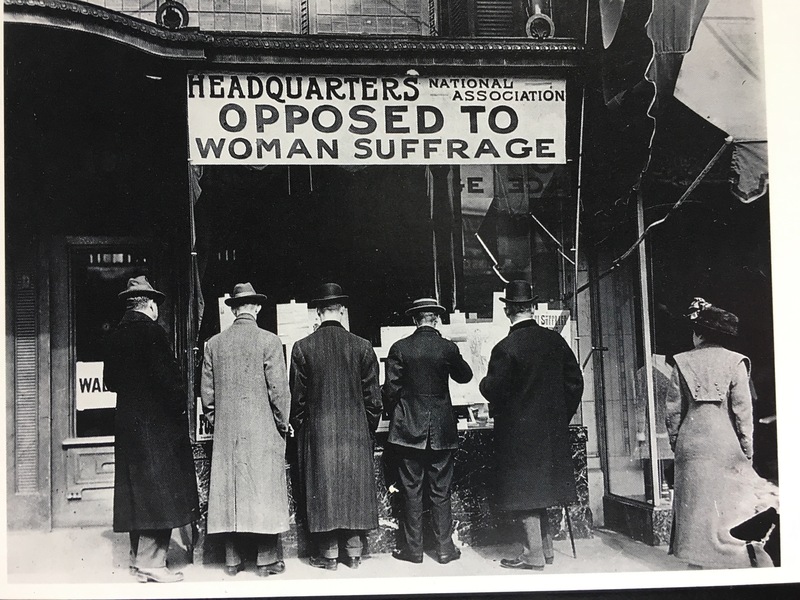 HEADQUARTERS NATIONAL ASSOCIATION
OPPOSED TO
WOMAN SUFFRAGE